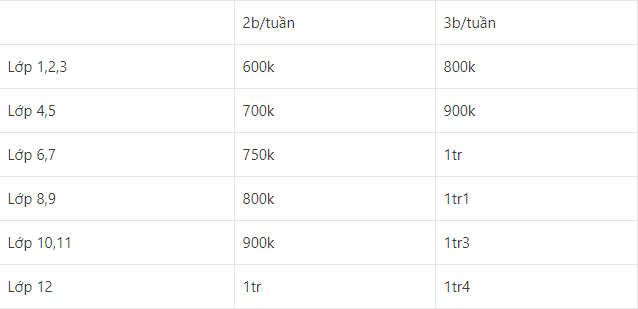 2b/tuần 3b/tuần
Lớp 1,2,3 600k 800k
Lớp 4,5 700k 900k
Lớp 6,7 750k 1tr
Lớp 8,9 800k 1tr1
Lớp 10,11 900k 1tr3
Lớp 12 1tr 1tr4